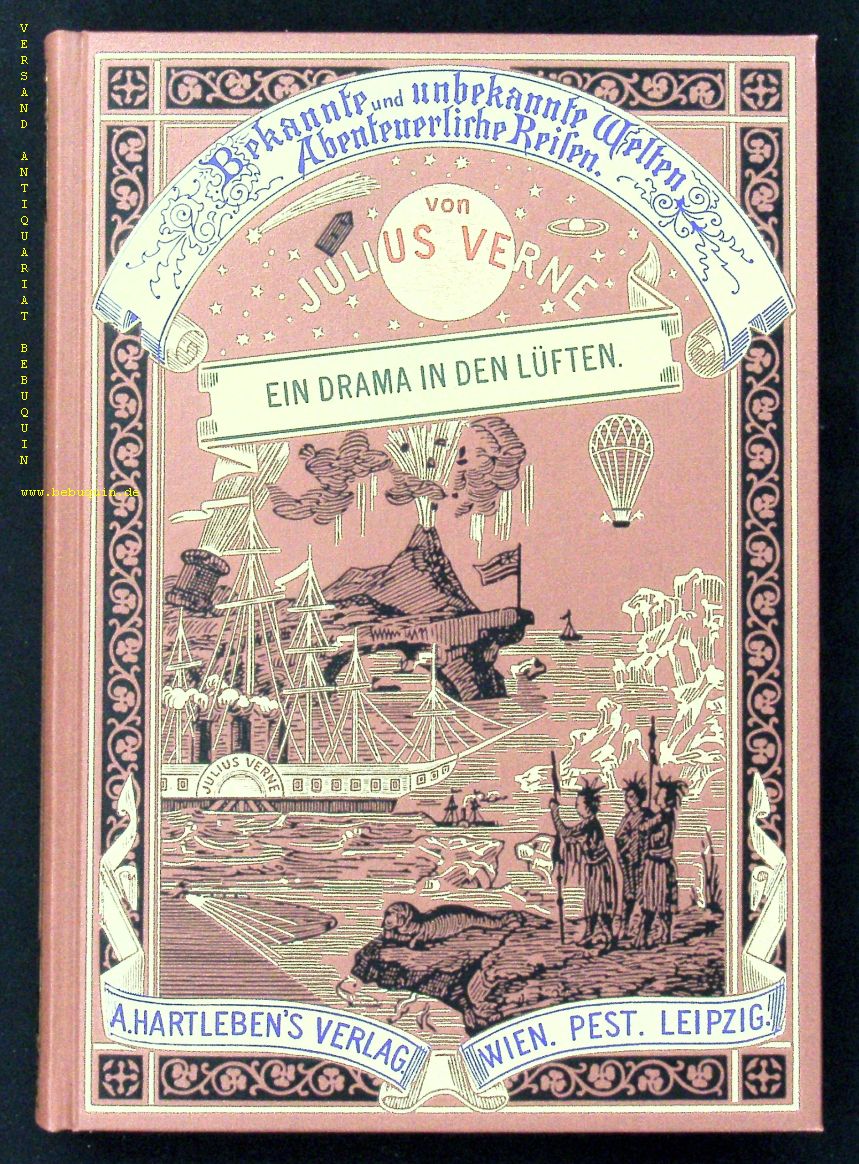 VERSAND ANTIQUARIAT BEBUQUIN
www.bebuquin.de
Bekannte und unbekannte Welten
Abenteuerliche Reisen.
von
JULIUS VERNE
EIN DRAMA IN DEN LÜFTEN.
JULIUS VERNE
A. HARTLEBEN'S VERLAG.
WIEN. PEST. LEIPZIG.